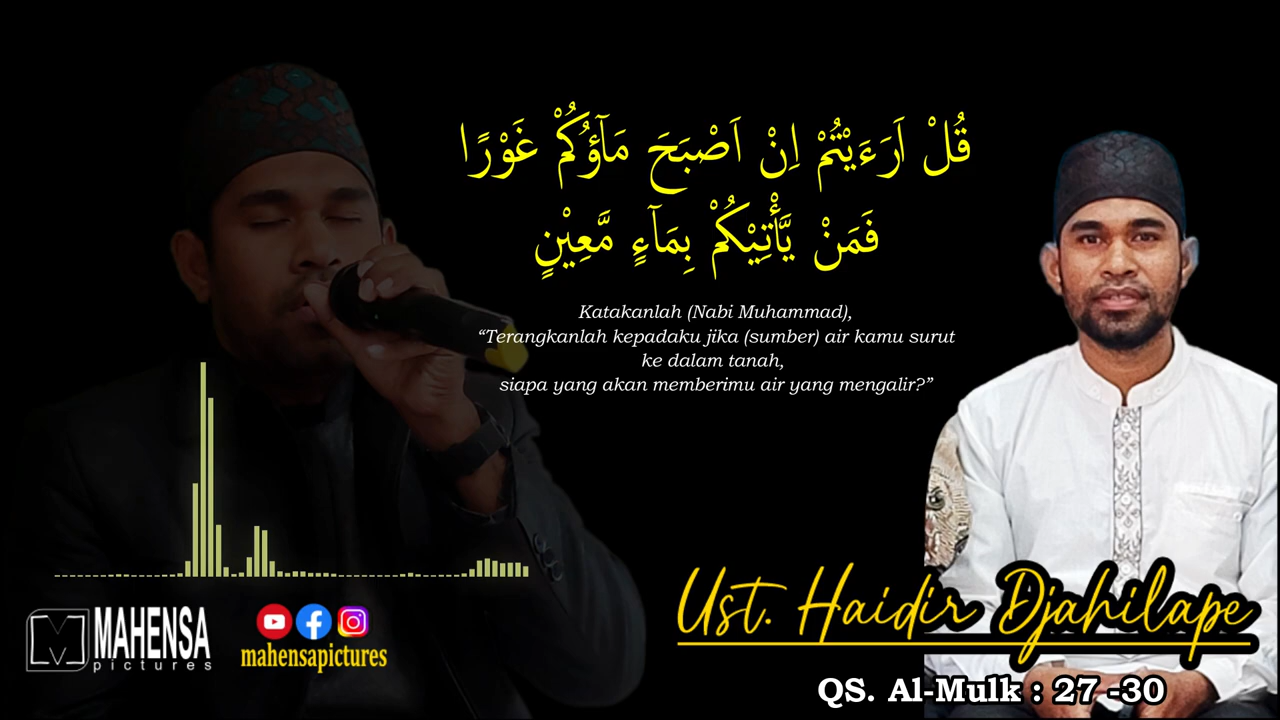 قُلْ اَرَءَيْتُمْ اِنْ اَصْبَحَ مَاۤؤُكُمْ غَوْرًا
فَمَنْ يَّأْتِيْكُمْ بِمَاۤءٍ مَّعِيْنٍ
Katakanlah (Nabi Muhammad),
“Terangkanlah kepadaku jika (sumber) air kamu surut
ke dalam tanah,
siapa yang akan memberimu air yang mengalir?”
Ust. Haidir Djahilape
QS. Al-Mulk : 27 -30
MAHENSA
pictures
mahensapictures